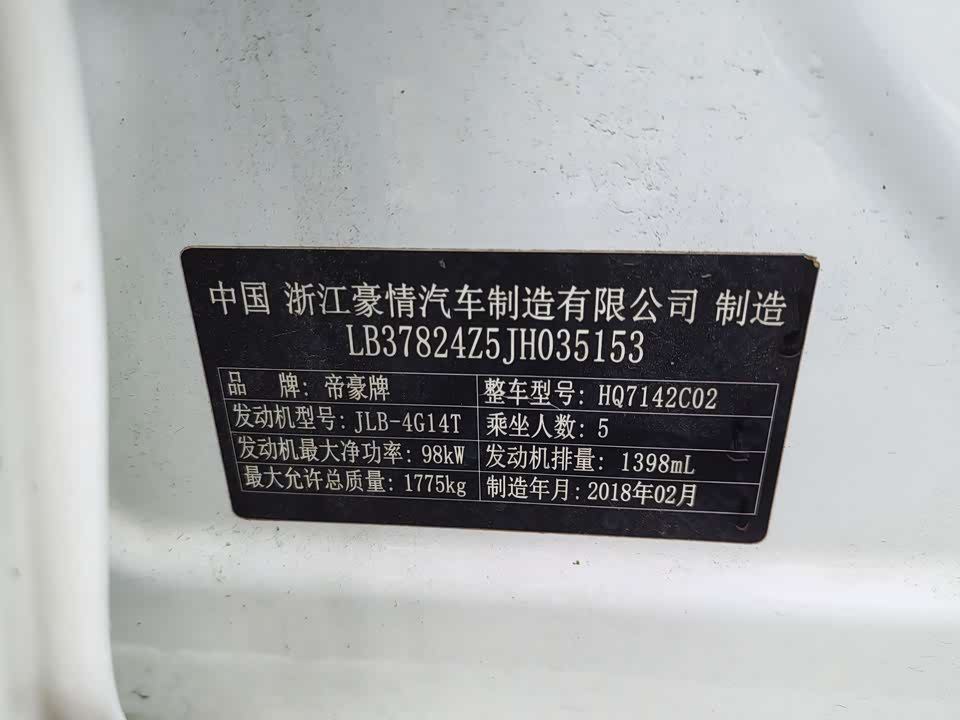 中国 浙江豪情汽车制造有限公司 制造
LB37824Z5JH035153
品 牌: 帝豪牌 整车型号: HQ7142C02
发动机型号: JLB-4G14T 乘坐人数: 5
发动机最大净功率: 98kW 发动机排量: 1398mL
最大允许总质量: 1775kg 制造年月: 2018年02月